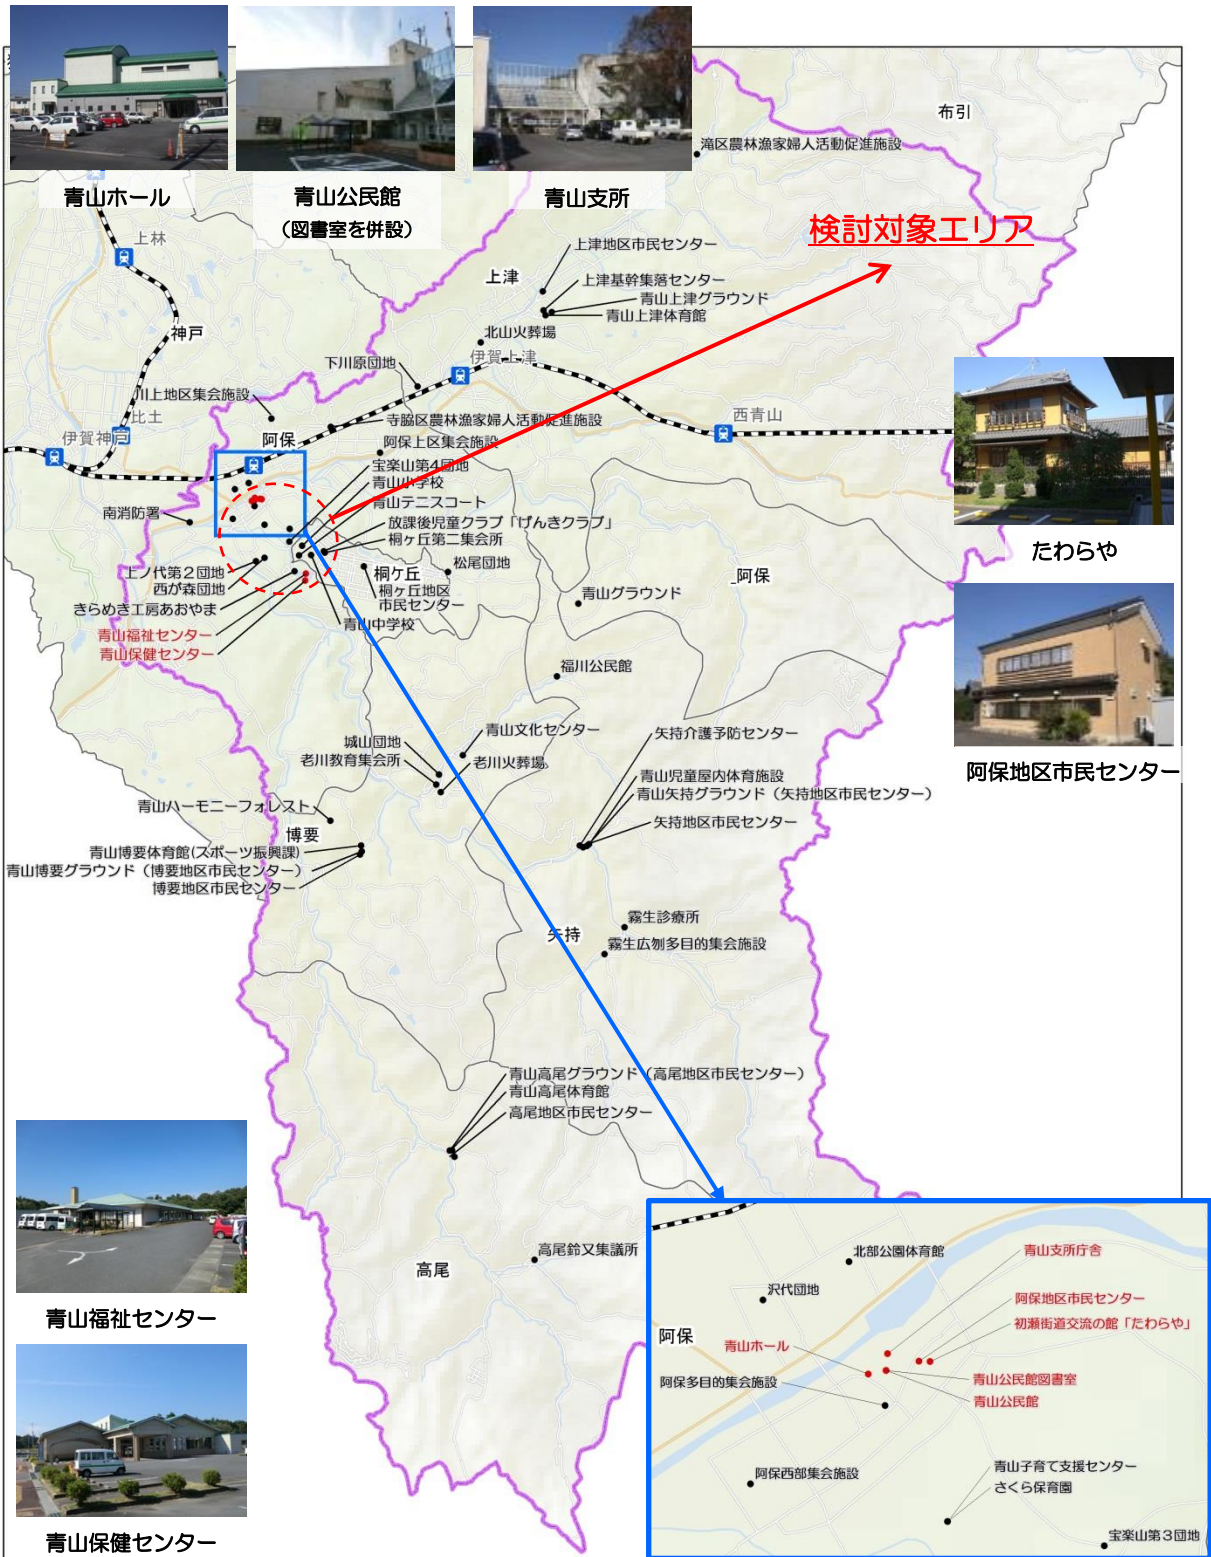 青山ホール
青山公民館
（図書室を併設）
青山支所
布引
滝区農林漁家婦人活動促進施設
検討対象エリア
上林
上津地区市民センター
上津
上津基幹集落センター
青山上津グラウンド
青山上津体育館
神戸
北山火葬場
伊賀上津
下川原団地
川上地区集会施設
比土
西青山
寺脇区農林漁家婦人活動促進施設
伊賀神戸
阿保
阿保上区集会施設
宝楽山第4団地
青山小学校
青山テニスコート
南消防署
放課後児童クラブ「げんきクラブ」
桐ヶ丘第二集会所
たわらや
松尾団地
上ノ代第２団地
桐ケ丘
阿保
西が森団地
桐ヶ丘地区
市民センター
青山グラウンド
きらめき工房あおやま
青山中学校
青山福祉センター
青山保健センター
福川公民館
青山文化センター
矢持介護予防センター
城山団地
老川教育集会所
老川火葬場
阿保地区市民センター
青山児童屋内体育施設
青山矢持グラウンド（矢持地区市民センター）
青山ハーモニーフォレスト
矢持地区市民センター
博要
青山博要体育館(スポーツ振興課)
青山博要グラウンド（博要地区市民センター）
博要地区市民センター
霧生診療所
矢持
霧生広刎多目的集会施設
青山高尾グラウンド（高尾地区市民センター）
青山高尾体育館
高尾地区市民センター
高尾鈴又集議所
高尾
青山福祉センター
青山保健センター
北部公園体育館
青山支所庁舎
沢代団地
阿保地区市民センター
初瀬街道交流の館「たわらや」
阿保
青山ホール
阿保多目的集会施設
青山公民館図書室
青山公民館
阿保西部集会施設
青山子育て支援センター
さくら保育園
宝楽山第３団地